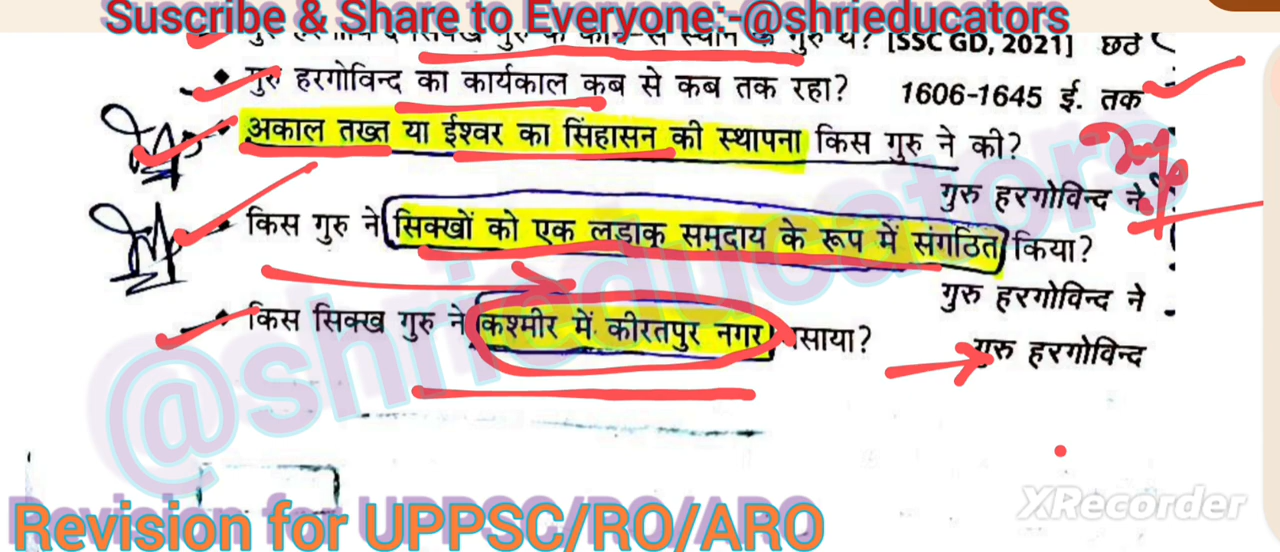 Suscribe & Share to Everyone:-@shrieducators
गुरु थे? [SSC GD, 2021] छठे
गुरु हरगोविन्द का कार्यकाल कब से कब तक रहा? 1606-1645 ई. तक
अकाल तख्त या ईश्वर का सिंहासन की स्थापना किस गुरु ने की?
गुरु हरगोविन्द ने
किस गुरु ने सिक्खों को एक लड़ाकू समुदाय के रूप में संगठित किया?
गुरु हरगोविन्द ने
किस सिक्ख गुरु ने कश्मीर में कीरतपुर नगर साया?
गुरु हरगोविन्द
@shrieducators
Revision for UPPSC/RO/ARO
XRecorder